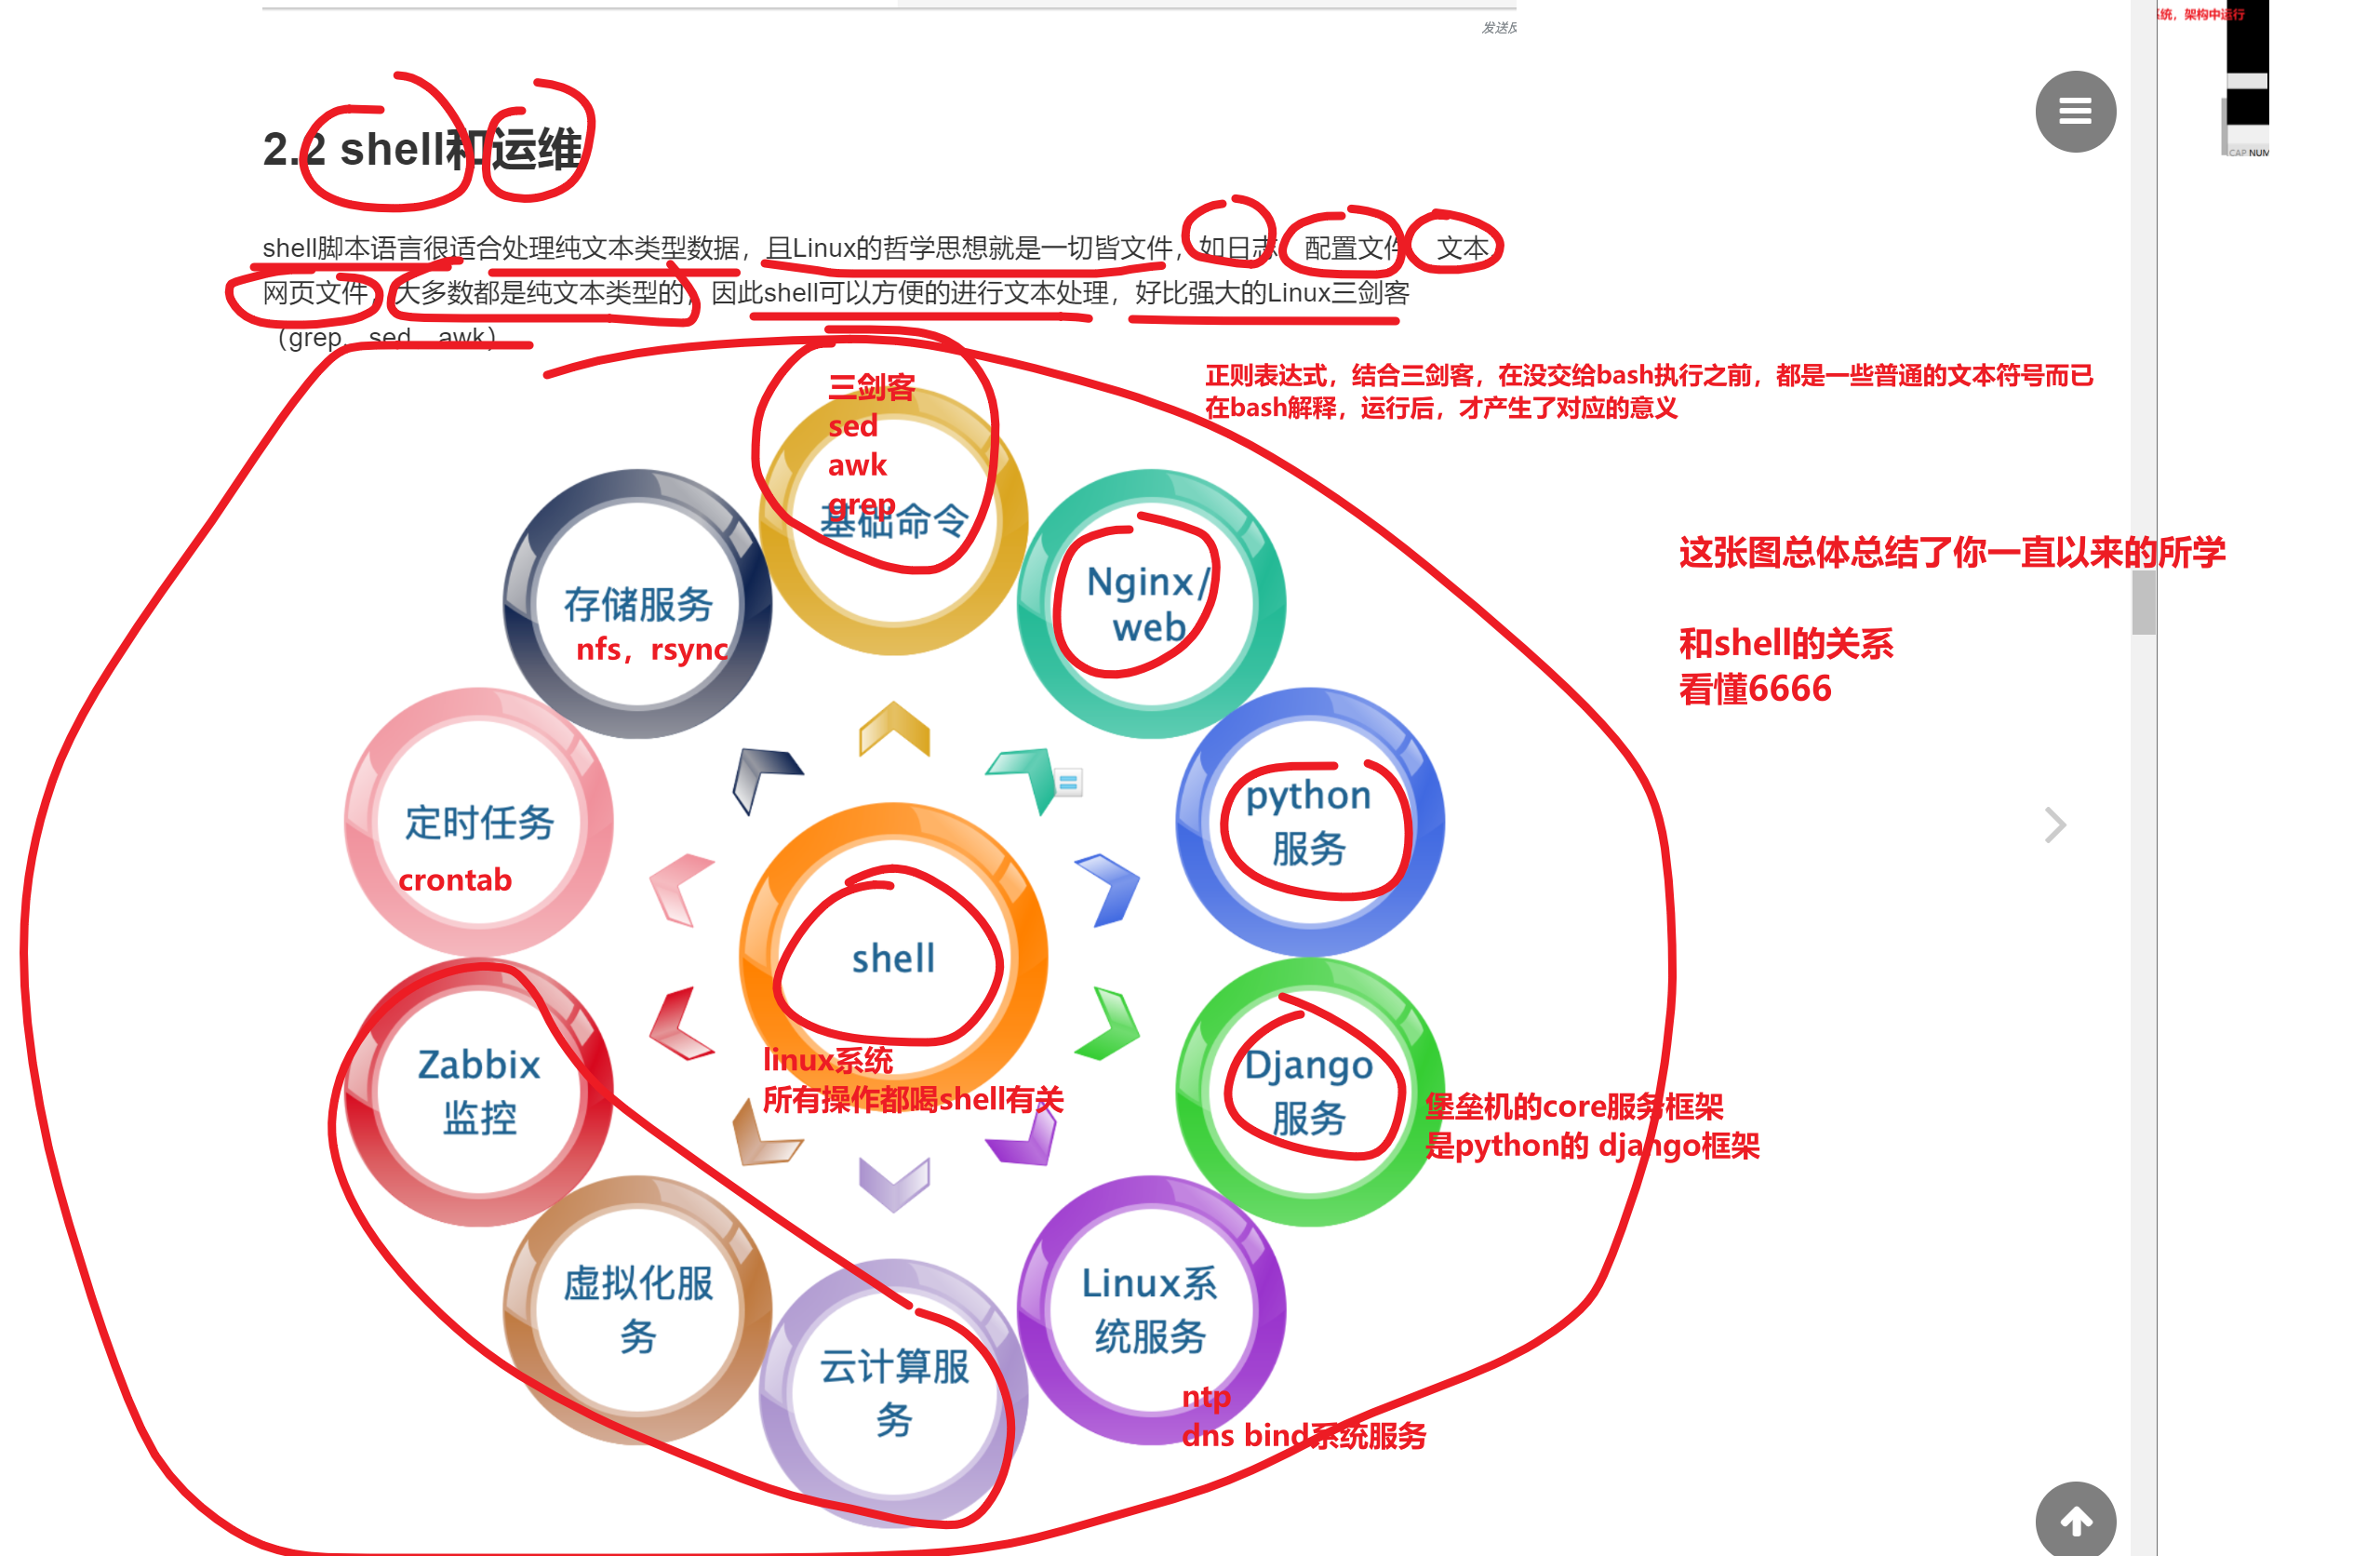 系统，架构中运行
发送反
CAP NUM
2.2 shell和运维
shell脚本语言很适合处理纯文本类型数据，且Linux的哲学思想就是一切皆文件，如日志、配置文件、文本、
网页文件，大多数都是纯文本类型的，因此shell可以方便的进行文本处理，好比强大的Linux三剑客
（grep、sed、awk）
正则表达式，结合三剑客，在没交给bash执行之前，都是一些普通的文本符号而已
在bash解释，运行后，才产生了对应的意义
三剑客
sed
awk
grep
基础命令
存储服务
nfs，rsync
Nginx/
web
这张图总体总结了你一直以来的所学
和shell的关系
看懂6666
定时任务
crontab
python
服务
shell
linux系统
所有操作都喝shell有关
Zabbix
监控
Django
服务
堡垒机的core服务框架
是python的 django框架
虚拟化服
务
云计算服
务
Linux系
统服务
ntp
dns bind系统服务